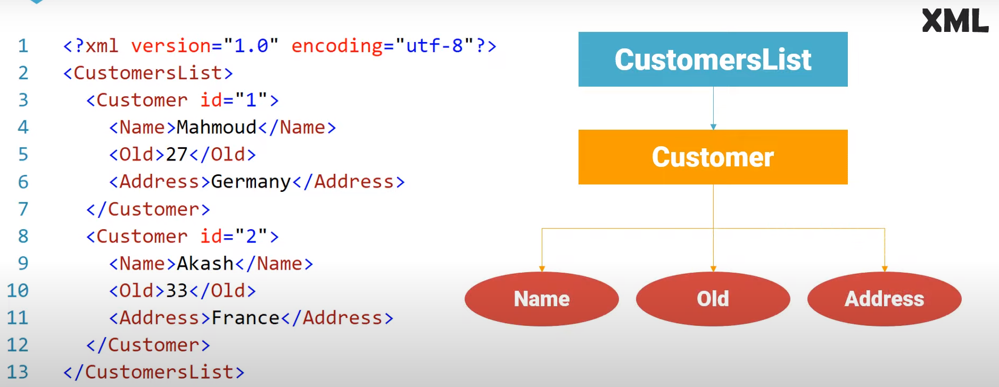 XML
1 <?xml version="1.0" encoding="utf-8"?>
2 <CustomersList>
3 <Customer id="1">
4 <Name>Mahmoud</Name>
5 <Old>27</Old>
6 <Address>Germany</Address>
7 </Customer>
8 <Customer id="2">
9 <Name>Akash</Name>
10 <Old>33</Old>
11 <Address>France</Address>
12 </Customer>
13 </CustomersList>
CustomersList
Customer
Name
Old
Address